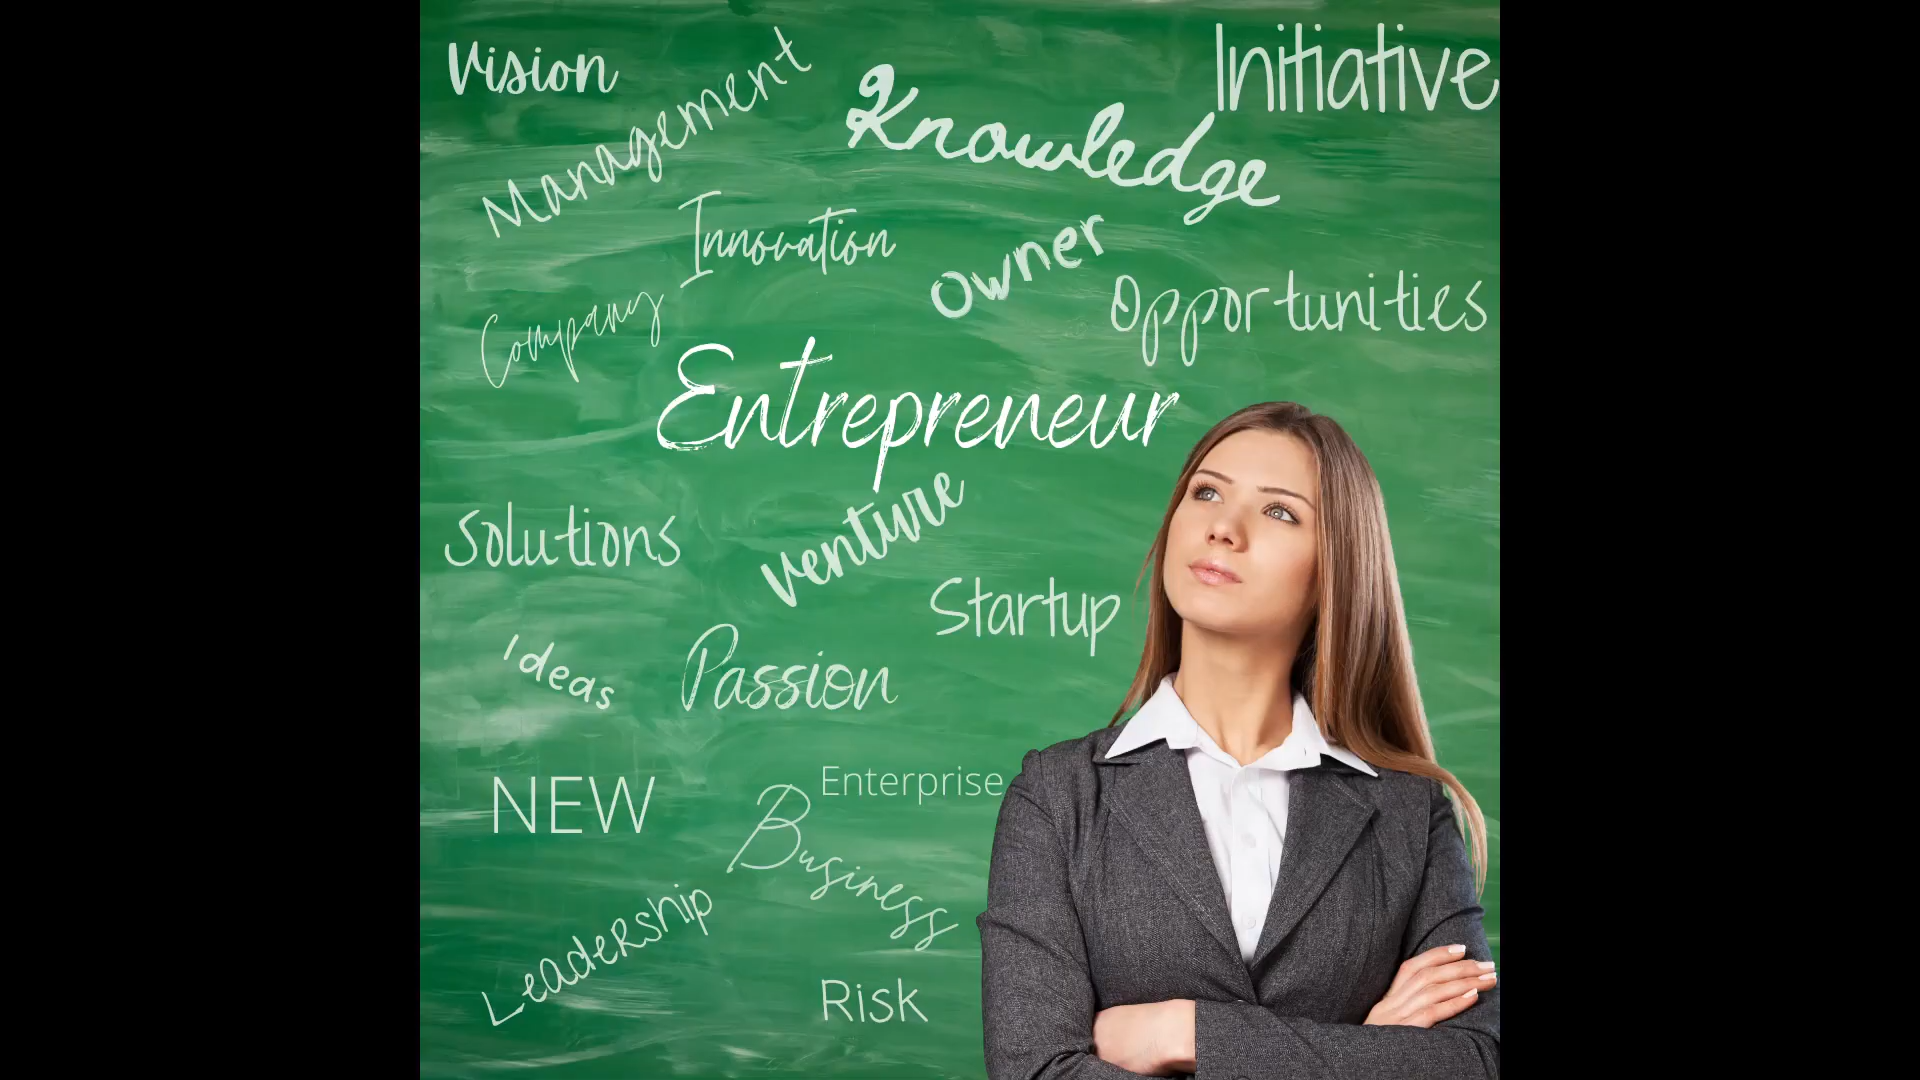 Vision
Management
Knowledge
Initiative
Innovation
Owner
Opportunities
Company
Entrepreneur
Solutions
Venture
Startup
Ideas
Passion
NEW
Enterprise
Business
Leadership
Risk